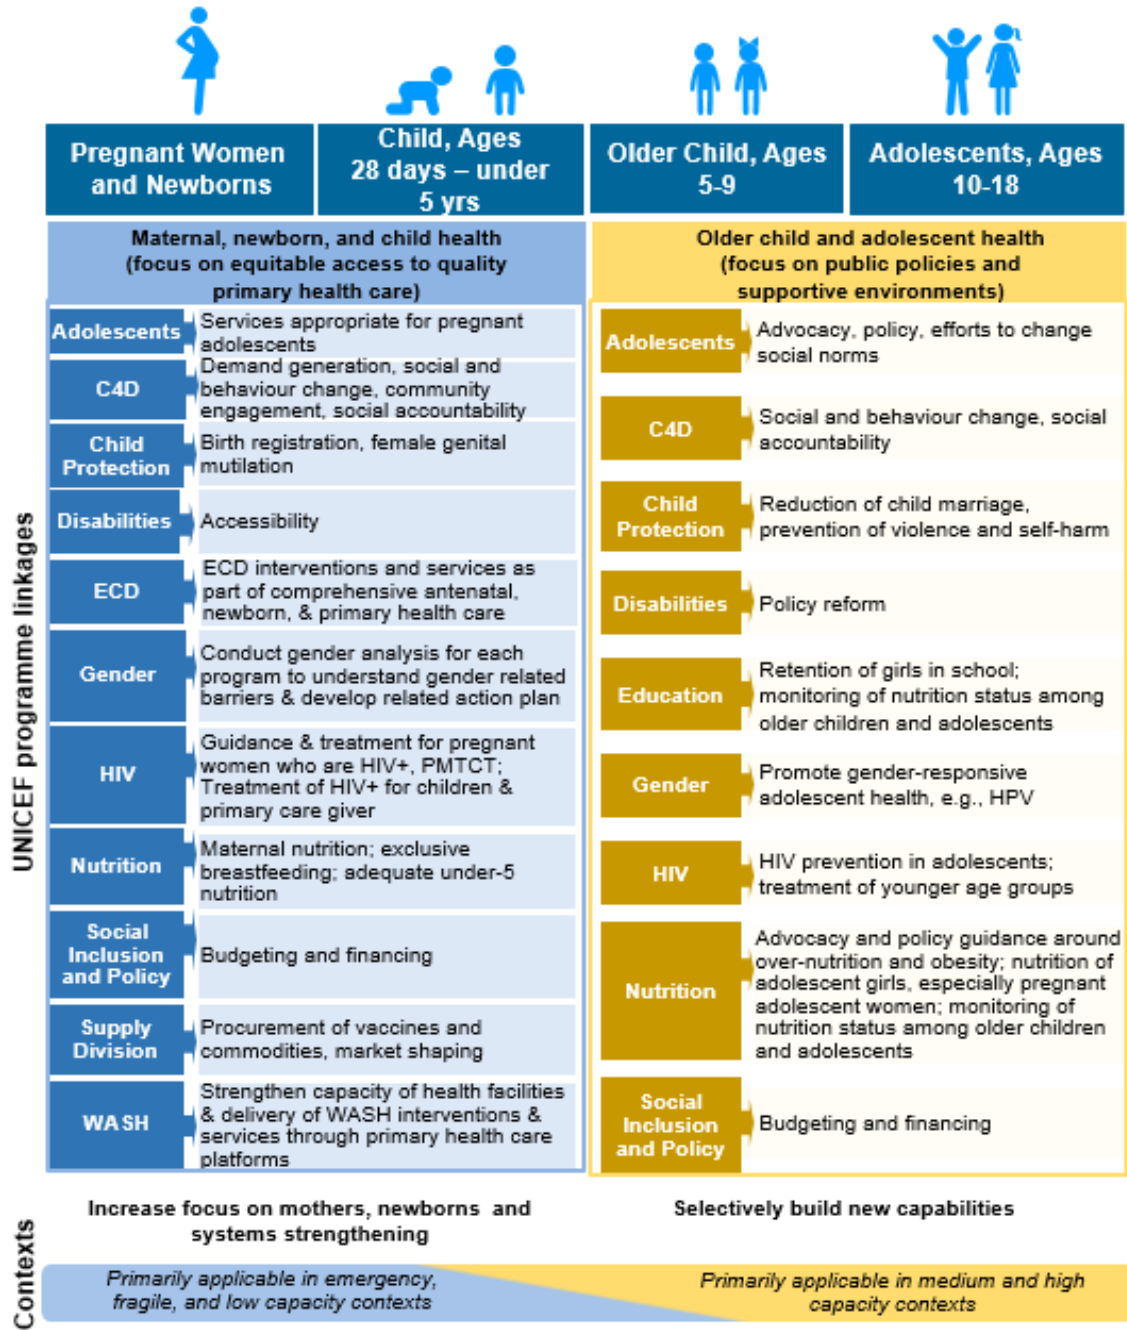 Pregnant Women
and Newborns
Child, Ages
28 days – under
5 yrs
Older Child, Ages
5-9
Adolescents, Ages
10-18
Maternal, newborn, and child health
(focus on equitable access to quality
primary health care)
Older child and adolescent health
(focus on public policies and
supportive environments)
UNICEF programme linkages
Adolescents
Services appropriate for pregnant
adolescents
C4D
Demand generation, social and
behaviour change, community
engagement, social accountability
Child
Protection
Birth registration, female genital
mutilation
Disabilities
Accessibility
ECD
ECD interventions and services as
part of comprehensive antenatal,
newborn, & primary health care
Gender
Conduct gender analysis for each
program to understand gender related
barriers & develop related action plan
HIV
Guidance & treatment for pregnant
women who are HIV+, PMTCT;
Treatment of HIV+ for children &
primary care giver
Nutrition
Maternal nutrition; exclusive
breastfeeding; adequate under-5
nutrition
Social
Inclusion
and Policy
Budgeting and financing
Supply
Division
Procurement of vaccines and
commodities, market shaping
WASH
Strengthen capacity of health facilities
& delivery of WASH interventions &
services through primary health care
platforms
Adolescents
Advocacy, policy, efforts to change
social norms
C4D
Social and behaviour change, social
accountability
Child
Protection
Reduction of child marriage,
prevention of violence and self-harm
Disabilities
Policy reform
Education
Retention of girls in school;
monitoring of nutrition status among
older children and adolescents
Gender
Promote gender-responsive
adolescent health, e.g., HPV
HIV
HIV prevention in adolescents;
treatment of younger age groups
Nutrition
Advocacy and policy guidance around
over-nutrition and obesity; nutrition of
adolescent girls, especially pregnant
adolescent women; monitoring of
nutrition status among older children
and adolescents
Social
Inclusion
and Policy
Budgeting and financing
Contexts
Increase focus on mothers, newborns and
systems strengthening
Selectively build new capabilities
Primarily applicable in emergency,
fragile, and low capacity contexts
Primarily applicable in medium and high
capacity contexts